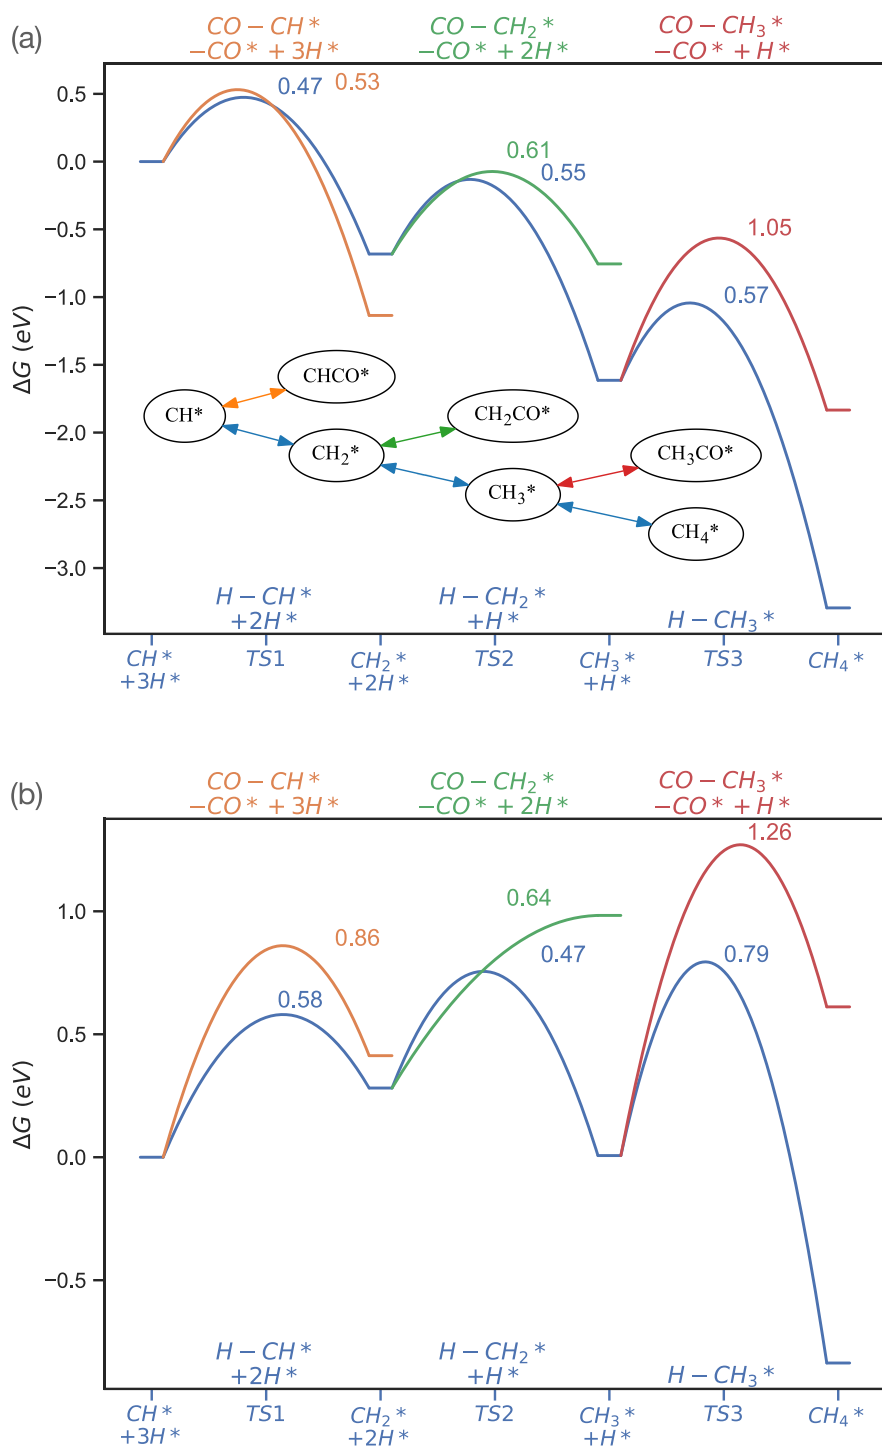 (a)
CO − CH* CO − CH₂* CO − CH₃*
−CO* + 3H* −CO* + 2H* −CO* + H*
0.47 0.53
0.61
0.55
1.05
0.57
0.5
0.0
−0.5
−1.0
−1.5
−2.0
−2.5
−3.0
ΔG (eV)
CHCO*
CH*
CH₂CO*
CH₂*
CH₃CO*
CH₃*
CH₄*
H − CH* H − CH₂* H − CH₃*
+2H* +H*
CH* TS1 CH₂* TS2 CH₃* TS3 CH₄*
+3H* +2H* +H*
(b)
CO − CH* CO − CH₂* CO − CH₃*
−CO* + 3H* −CO* + 2H* −CO* + H*
1.26
0.64
0.86
0.47
0.79
0.58
1.0
0.5
0.0
−0.5
ΔG (eV)
H − CH* H − CH₂* H − CH₃*
+2H* +H*
CH* TS1 CH₂* TS2 CH₃* TS3 CH₄*
+3H* +2H* +H*